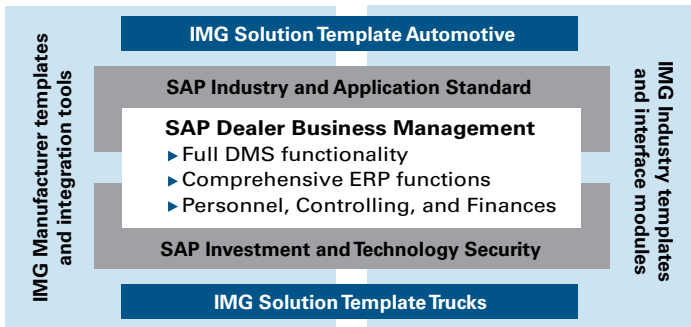 IMG Solution Template Automotive
IMG Manufacturer templates
and integration tools
SAP Industry and Application Standard
SAP Dealer Business Management
▸ Full DMS functionality
▸ Comprehensive ERP functions
▸ Personnel, Controlling, and Finances
SAP Investment and Technology Security
IMG Industry templates
and interface modules
IMG Solution Template Trucks